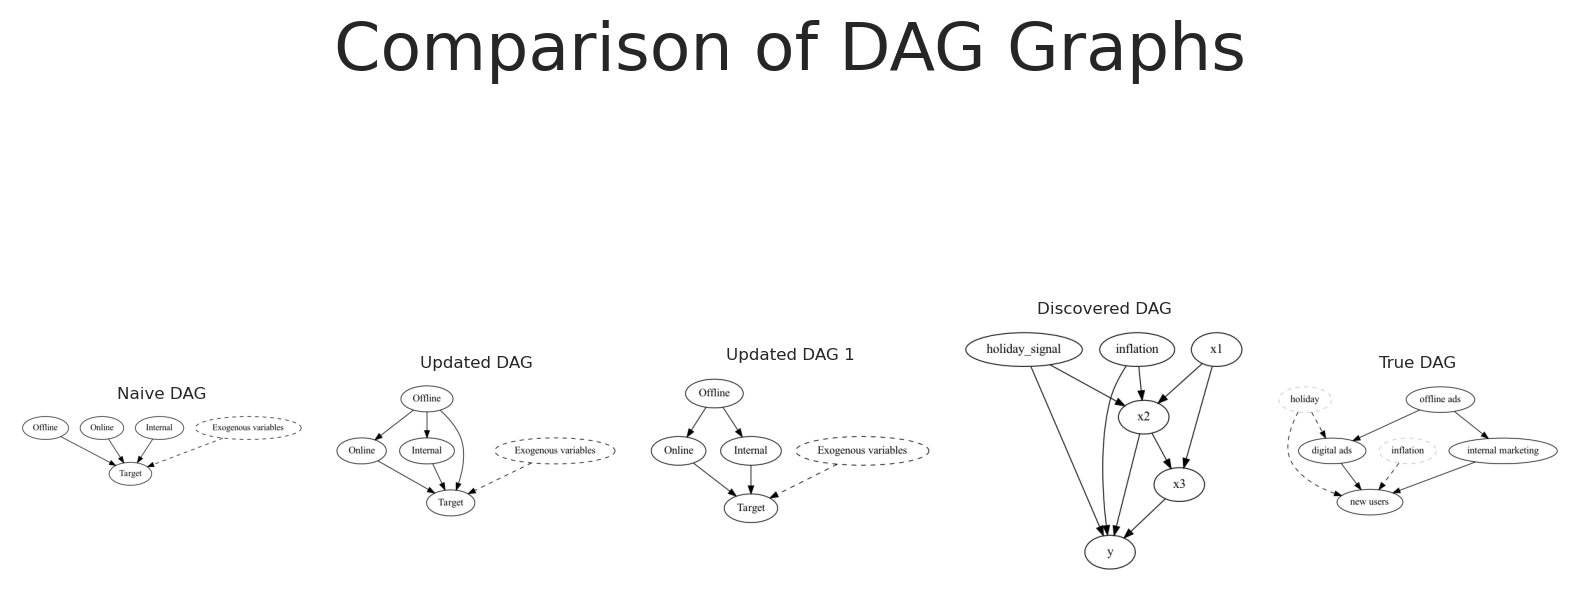 Comparison of DAG Graphs
Naive DAG
Offline
Online
Internal
Exogenous variables
Target
Updated DAG
Offline
Online
Internal
Exogenous variables
Target
Updated DAG 1
Offline
Online
Internal
Exogenous variables
Target
Discovered DAG
holiday_signal
inflation
x1
x2
x3
y
True DAG
holiday
offline ads
digital ads
inflation
internal marketing
new users